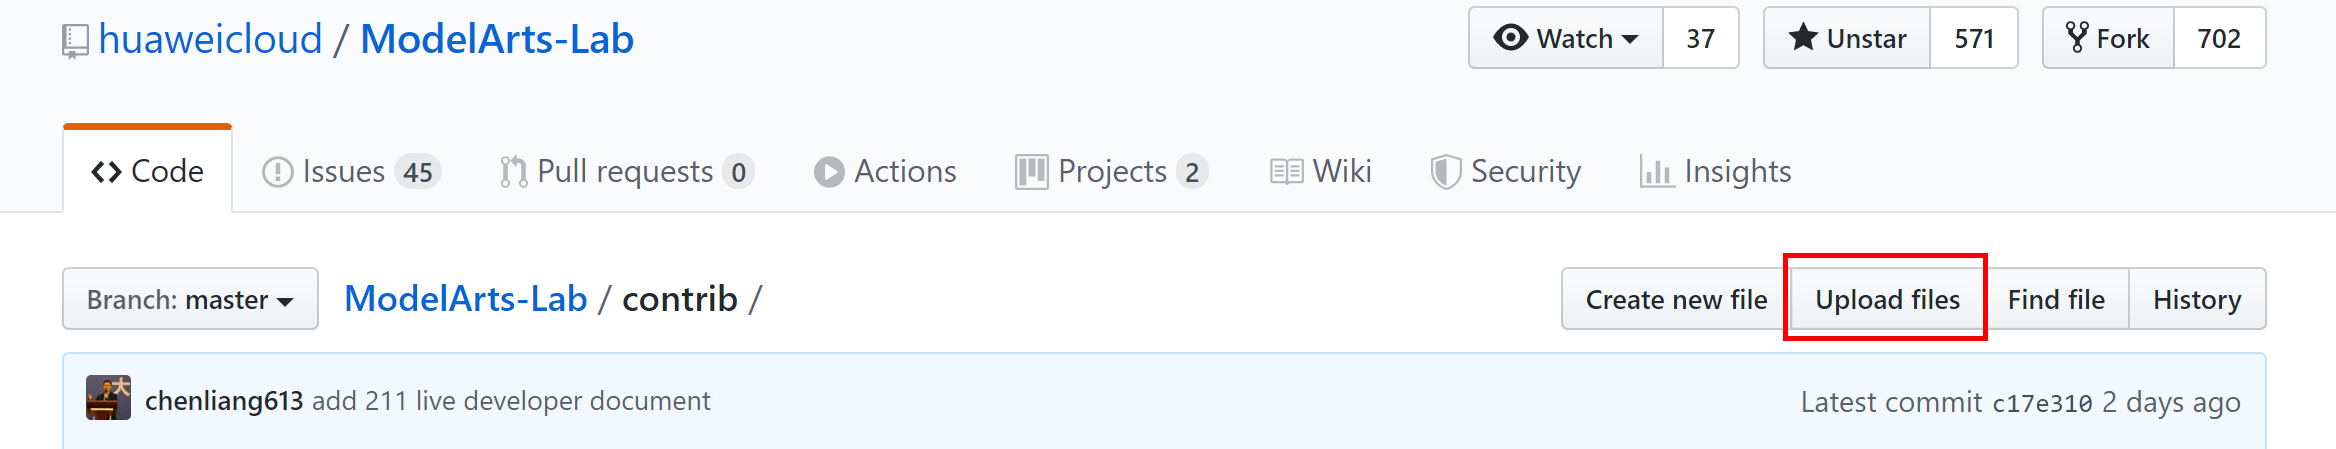 huaweicloud / ModelArts-Lab Watch 37 Unstar 571 Fork 702
Code Issues 45 Pull requests 0 Actions Projects 2 Wiki Security Insights
Branch: master ModelArts-Lab / contrib / Create new file Upload files Find file History
大
chenliang613 add 211 live developer document Latest commit c17e310 2 days ago